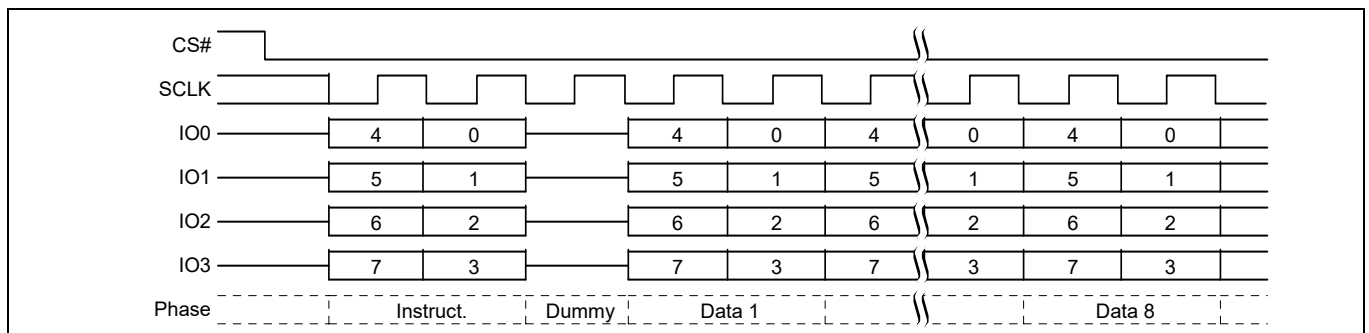 CS#
SCLK
IO0 4 0 4 0 4 0 4 0
IO1 5 1 5 1 5 1 5 1
IO2 6 2 6 2 6 2 6 2
IO3 7 3 7 3 7 3 7 3
Phase Instruct. Dummy Data 1 Data 8